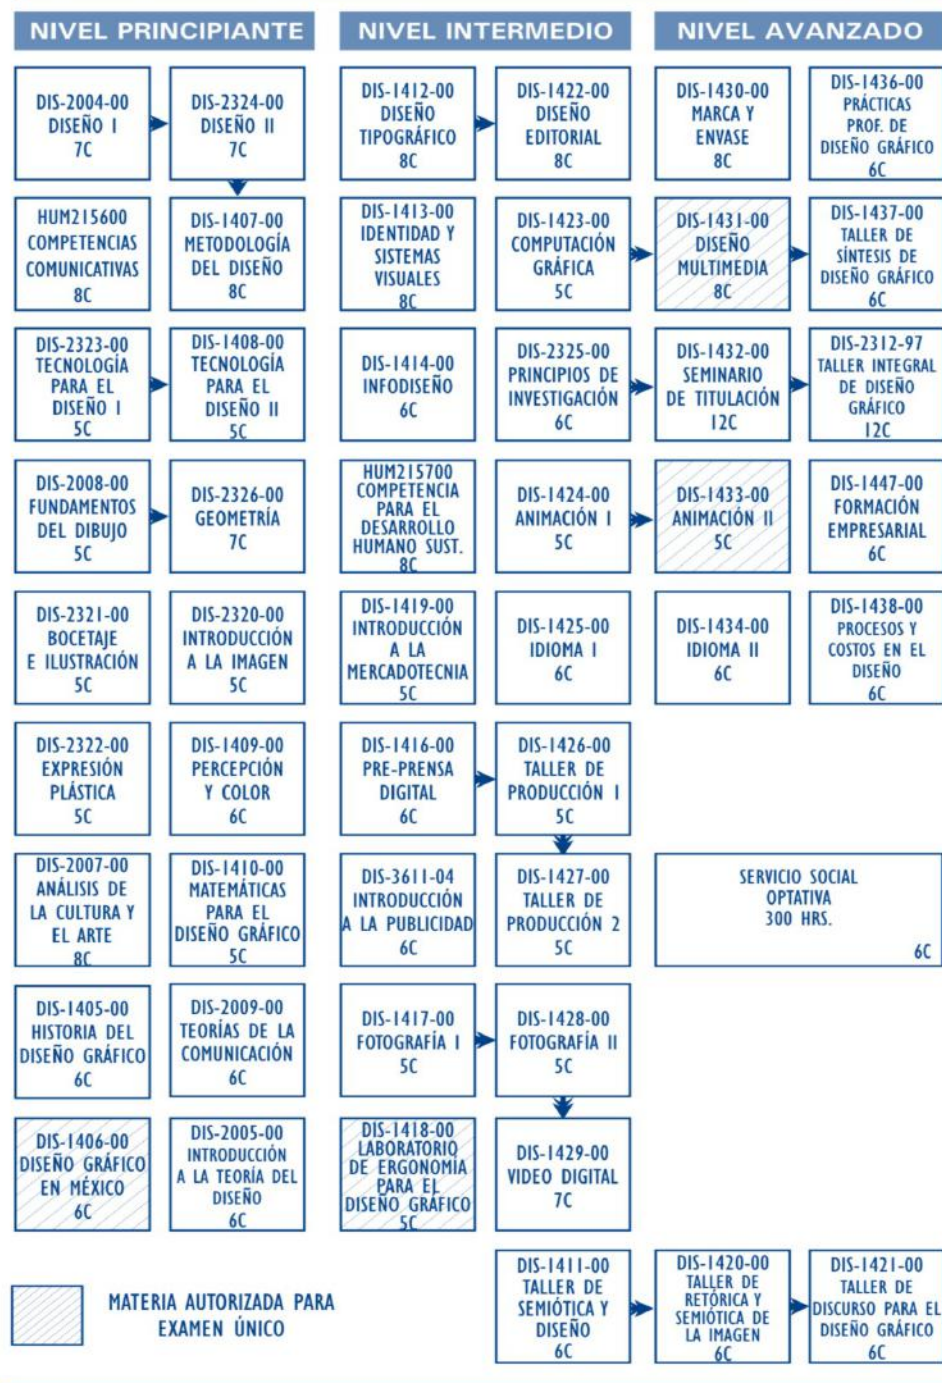 NIVEL PRINCIPIANTE
NIVEL INTERMEDIO
NIVEL AVANZADO
DIS-2004-00
DISEÑO I
7C
DIS-2324-00
DISEÑO II
7C
DIS-1412-00
DISEÑO
TIPOGRÁFICO
8C
DIS-1422-00
DISEÑO
EDITORIAL
8C
DIS-1430-00
MARCA Y
ENVASE
8C
DIS-1436-00
PRÁCTICAS
PROF. DE
DISEÑO GRÁFICO
6C
HUM215600
COMPETENCIAS
COMUNICATIVAS
8C
DIS-1407-00
METODOLOGÍA
DEL DISEÑO
8C
DIS-1413-00
IDENTIDAD Y
SISTEMAS
VISUALES
8C
DIS-1423-00
COMPUTACIÓN
GRÁFICA
5C
DIS-1431-00
DISEÑO
MULTIMEDIA
8C
DIS-1437-00
TALLER DE
SÍNTESIS DE
DISEÑO GRÁFICO
6C
DIS-2323-00
TECNOLOGÍA
PARA EL
DISEÑO I
5C
DIS-1408-00
TECNOLOGÍA
PARA EL
DISEÑO II
5C
DIS-1414-00
INFODISEÑO
6C
DIS-2325-00
PRINCIPIOS DE
INVESTIGACIÓN
6C
DIS-1432-00
SEMINARIO
DE TITULACIÓN
12C
DIS-2312-97
TALLER INTEGRAL
DE DISEÑO
GRÁFICO
12C
DIS-2008-00
FUNDAMENTOS
DEL DIBUJO
5C
DIS-2326-00
GEOMETRÍA
7C
HUM215700
COMPETENCIA
PARA EL
DESARROLLO
HUMANO SUST.
8C
DIS-1424-00
ANIMACIÓN I
5C
DIS-1433-00
ANIMACIÓN II
5C
DIS-1447-00
FORMACIÓN
EMPRESARIAL
6C
DIS-2321-00
BOCETAJE
E ILUSTRACIÓN
5C
DIS-2320-00
INTRODUCCIÓN
A LA IMAGEN
5C
DIS-1419-00
INTRODUCCIÓN
A LA
MERCADOTECNIA
5C
DIS-1425-00
IDIOMA I
6C
DIS-1434-00
IDIOMA II
6C
DIS-1438-00
PROCESOS Y
COSTOS EN EL
DISEÑO
6C
DIS-2322-00
EXPRESIÓN
PLÁSTICA
5C
DIS-1409-00
PERCEPCIÓN
Y COLOR
6C
DIS-1416-00
PRE-PRENSA
DIGITAL
6C
DIS-1426-00
TALLER DE
PRODUCCIÓN 1
5C
DIS-2007-00
ANÁLISIS DE
LA CULTURA Y
EL ARTE
8C
DIS-1410-00
MATEMÁTICAS
PARA EL
DISEÑO GRÁFICO
5C
DIS-3611-04
INTRODUCCIÓN
A LA PUBLICIDAD
6C
DIS-1427-00
TALLER DE
PRODUCCIÓN 2
5C
SERVICIO SOCIAL
OPTATIVA
300 HRS.
6C
DIS-1405-00
HISTORIA DEL
DISEÑO GRÁFICO
6C
DIS-2009-00
TEORÍAS DE LA
COMUNICACIÓN
6C
DIS-1417-00
FOTOGRAFÍA I
5C
DIS-1428-00
FOTOGRAFÍA II
5C
DIS-1406-00
DISEÑO GRÁFICO
EN MÉXICO
6C
DIS-2005-00
INTRODUCCIÓN
A LA TEORÍA DEL
DISEÑO
6C
DIS-1418-00
LABORATORIO
DE ERGONOMIA
PARA EL
DISEÑO GRÁFICO
5C
DIS-1429-00
VIDEO DIGITAL
7C
MATERIA AUTORIZADA PARA
EXAMEN ÚNICO
DIS-1411-00
TALLER DE
SEMIÓTICA Y
DISEÑO
6C
DIS-1420-00
TALLER DE
RETÓRICA Y
SEMIÓTICA DE
LA IMAGEN
6C
DIS-1421-00
TALLER DE
DISCURSO PARA EL
DISEÑO GRÁFICO
6C